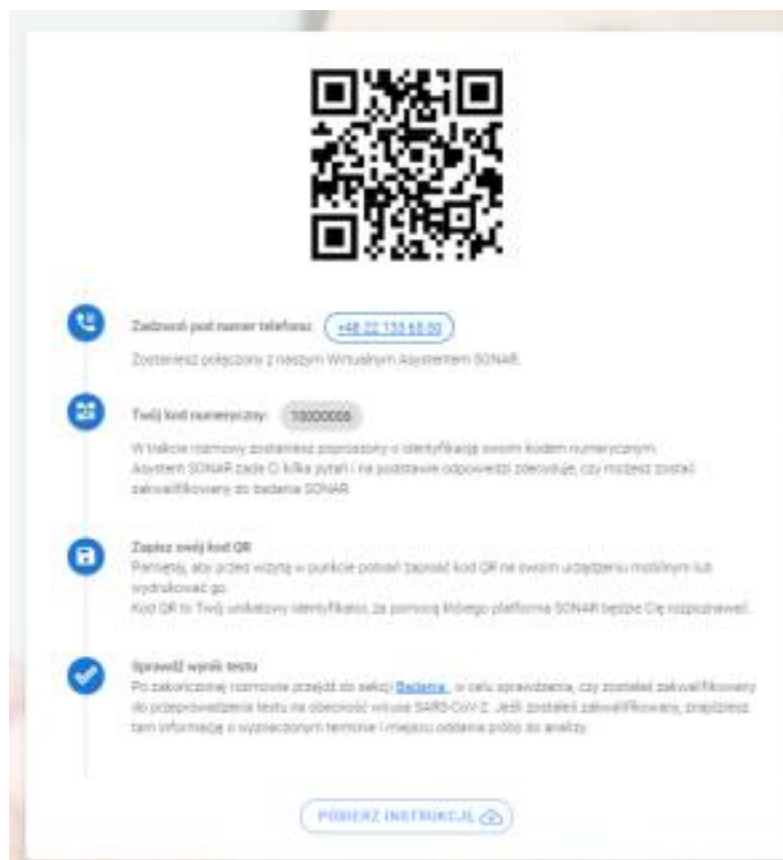 Zadzwoń pod numer telefonu: +48 22 133 60 00
Zostaniesz połączony z naszym Wirtualnym Asystentem SONAR.
Twój kod numeryczny: 10000006
W trakcie rozmowy zostaniesz poproszony o identyfikację swoim kodem numerycznym.
Asystent SONAR zada Ci kilka pytań i na podstawie odpowiedzi zdecyduje, czy możesz zostać
zakwalifikowany do badania SONAR
Zapisz swój kod QR
Pamiętaj, aby przed wizytą w punkcie pobrań zapisać kod QR na swoim urządzeniu mobilnym lub
wydrukować go.
Kod QR to Twój unikatowy identyfikator, za pomocą którego platforma SONAR będzie Cię rozpoznawać.
Sprawdź wynik testu
Po zakończonej rozmowie przejdź do sekcji Badania w celu sprawdzenia, czy zostałeś zakwalifikowany
do przeprowadzenia testu na obecność wirusa SARS-CoV-2. Jeśli zostałeś zakwalifikowany, znajdziesz
tam informację o wyznaczonym terminie i miejscu oddania próby do analizy.
POBIERZ INSTRUKCJĘ